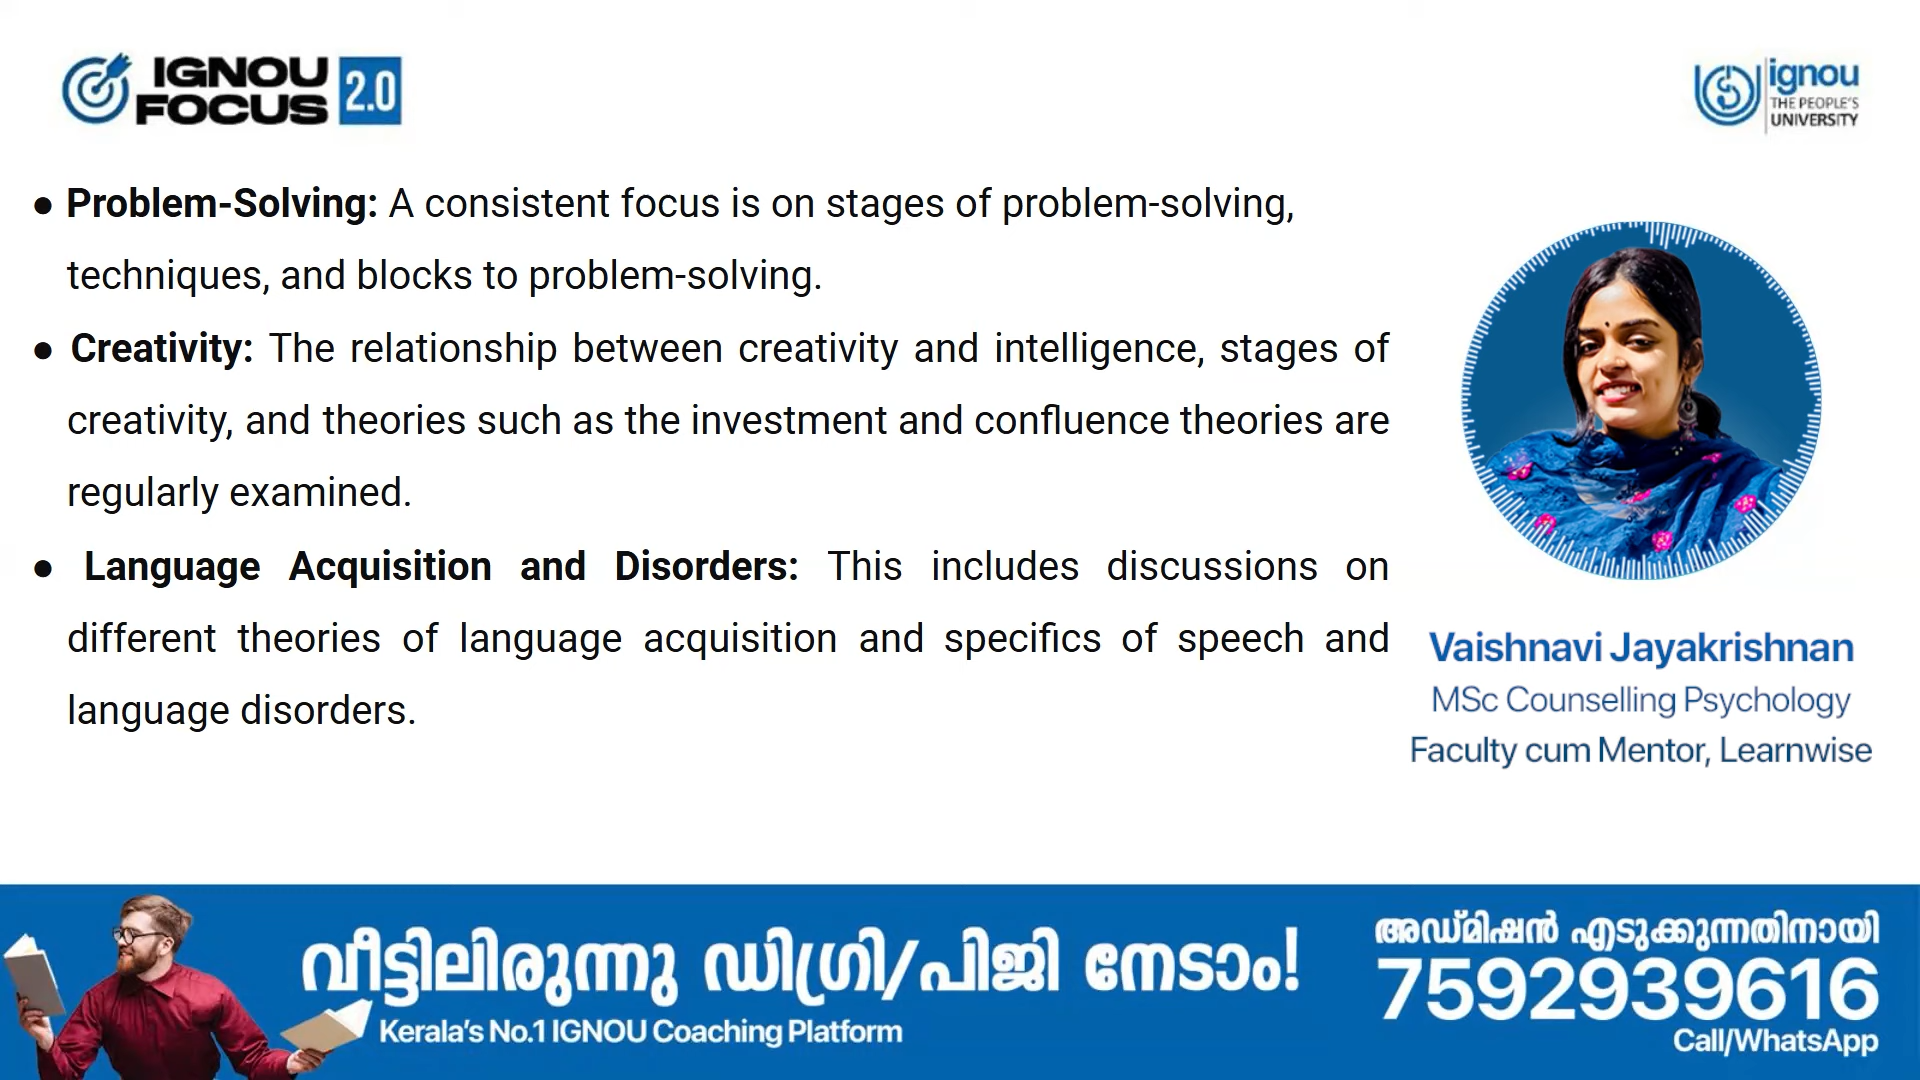 IGNOU
FOCUS 2.0
ignou
THE PEOPLE'S
UNIVERSITY
● Problem-Solving: A consistent focus is on stages of problem-solving,
techniques, and blocks to problem-solving.
● Creativity: The relationship between creativity and intelligence, stages of
creativity, and theories such as the investment and confluence theories are
regularly examined.
● Language Acquisition and Disorders: This includes discussions on
different theories of language acquisition and specifics of speech and
language disorders.
Vaishnavi Jayakrishnan
MSc Counselling Psychology
Faculty cum Mentor, Learnwise
വീട്ടിലിരുന്നു ഡിഗ്രി/പിജി നേടാം!
Kerala's No.1 IGNOU Coaching Platform
അഡ്മിഷൻ എടുക്കുന്നതിനായി
7592939616
Call/WhatsApp